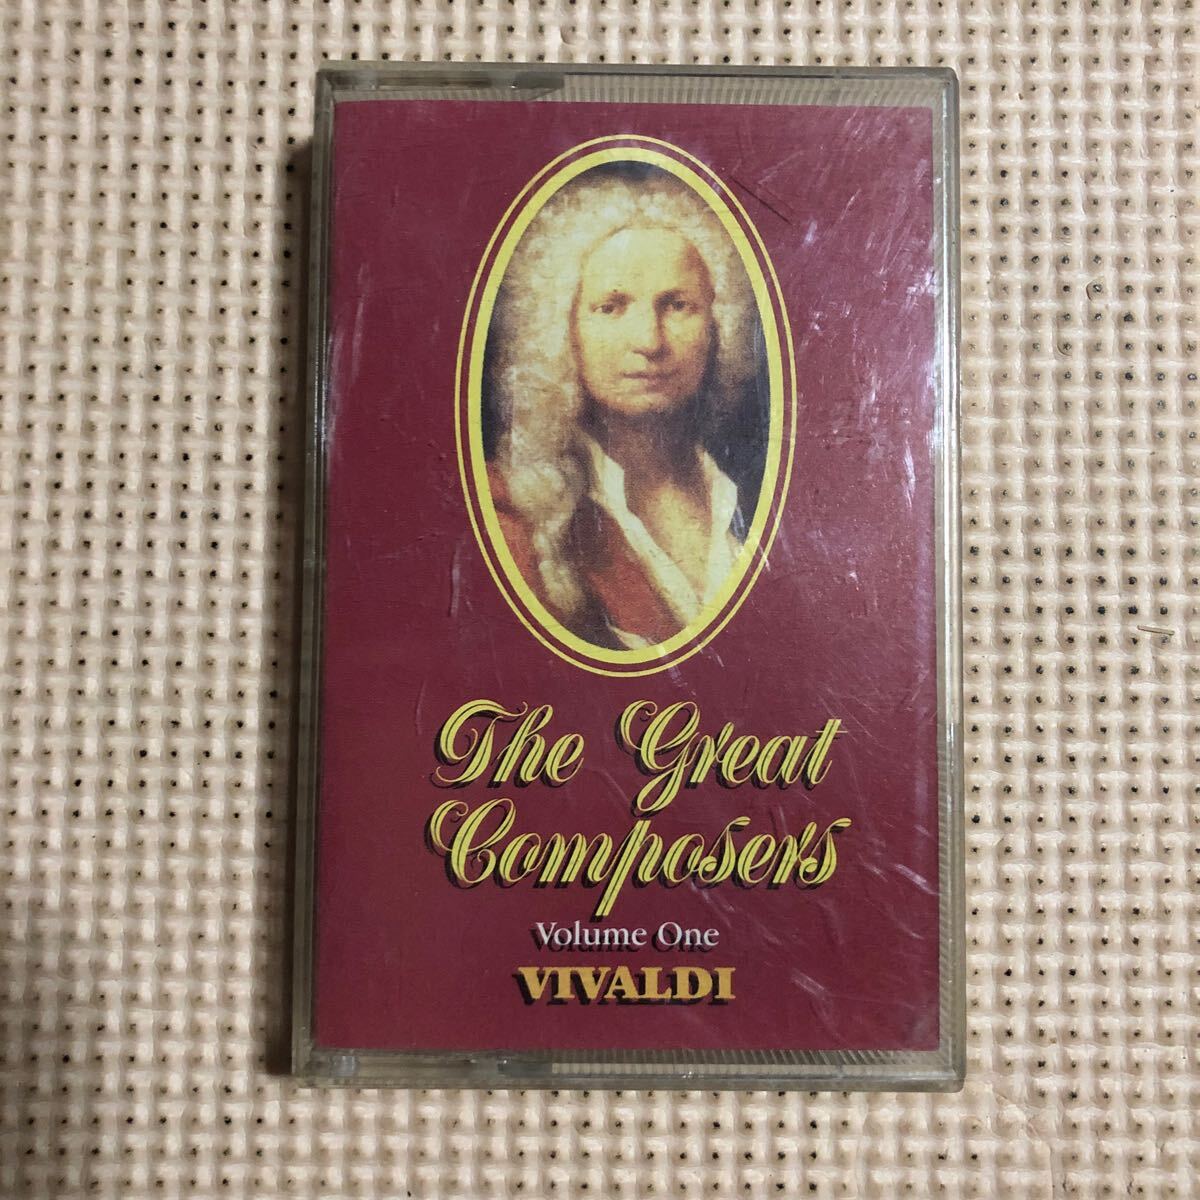 The Great
Composers
Volume One
VIVALDI